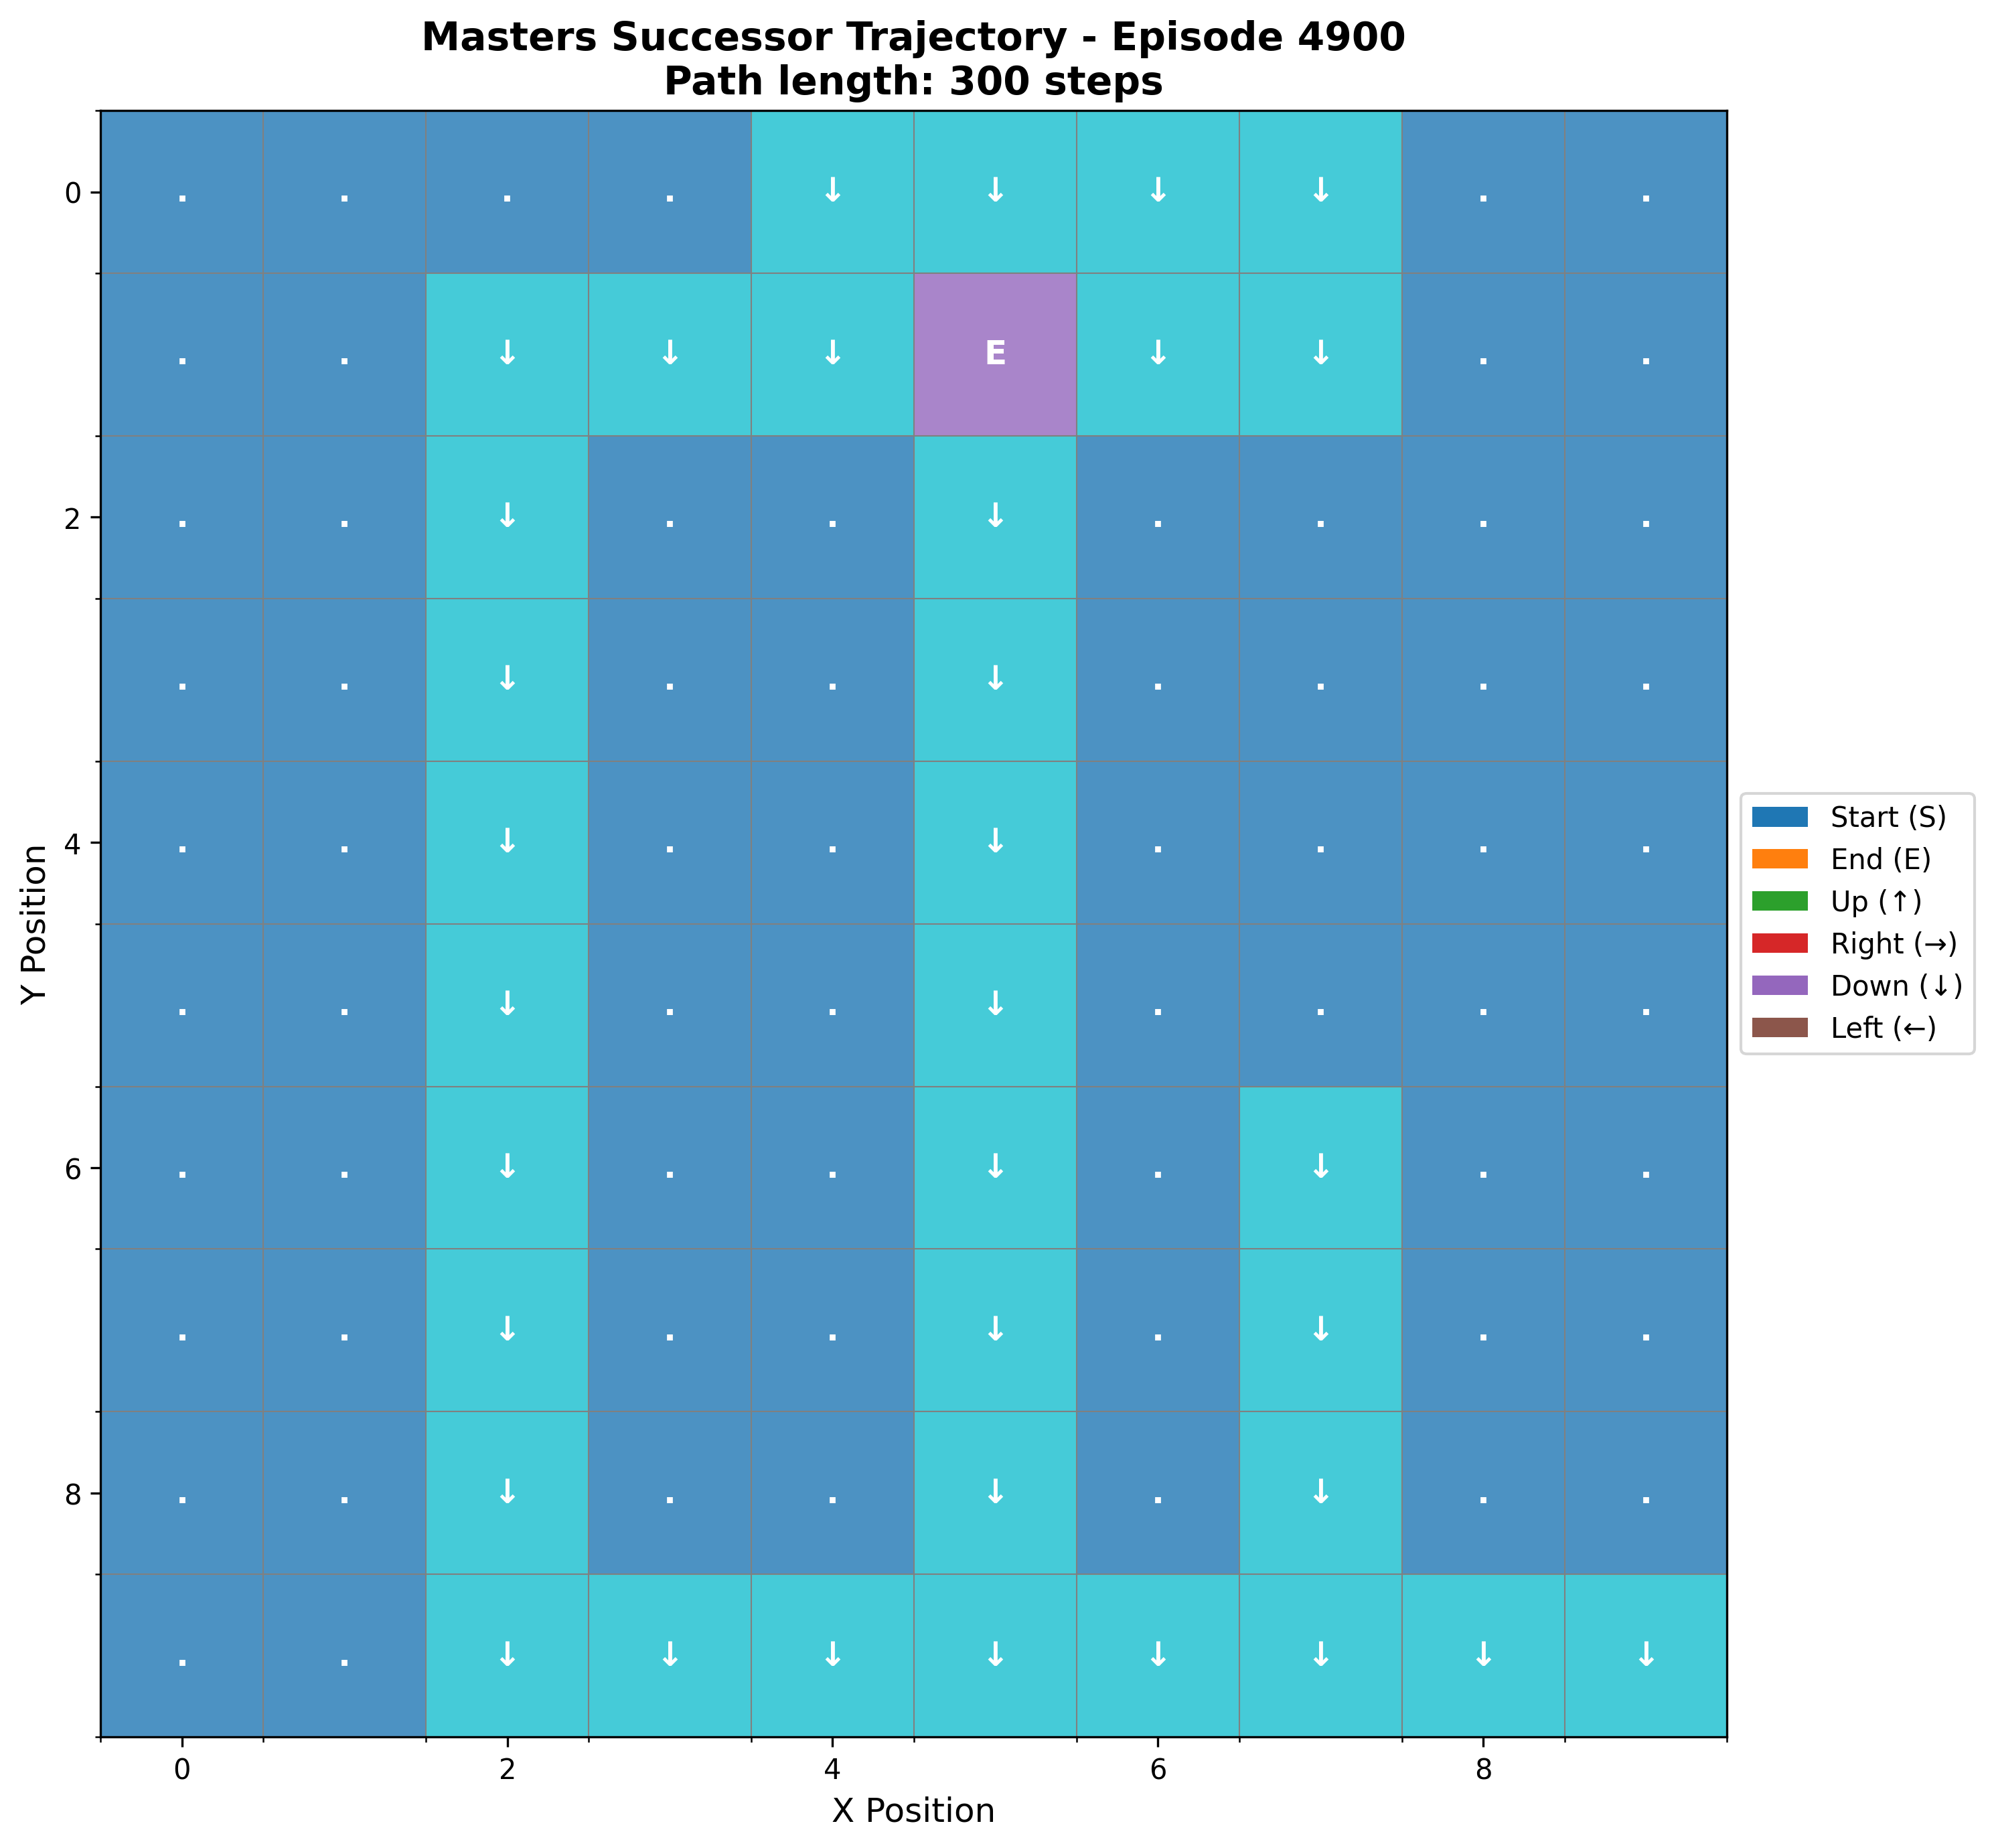 Masters Successor Trajectory - Episode 4900
Path length: 300 steps
0 . . . . ↓ ↓ ↓ ↓ . .
. . ↓ ↓ ↓ E ↓ ↓ . .
2 . . ↓ . . ↓ . . . .
. . ↓ . . ↓ . . . .
4 . . ↓ . . ↓ . . . .
. . ↓ . . ↓ . . . .
6 . . ↓ . . ↓ . ↓ . .
. . ↓ . . ↓ . ↓ . .
8 . . ↓ . . ↓ . ↓ . .
. . ↓ ↓ ↓ ↓ ↓ ↓ ↓ ↓
0 2 4 6 8
X Position
Y Position
Start (S)
End (E)
Up (↑)
Right (→)
Down (↓)
Left (←)